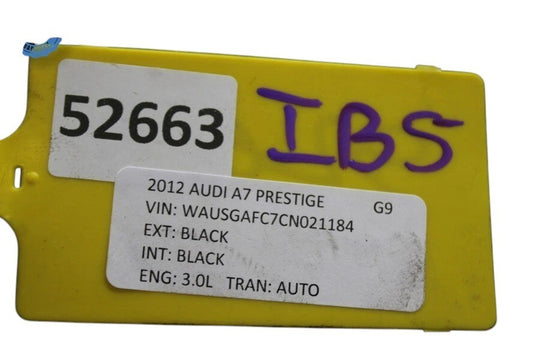 52663
IBS
2012 AUDI A7 PRESTIGE G9
VIN: WAUSGAFC7CN021184
EXT: BLACK
INT: BLACK
ENG: 3.0L TRAN: AUTO